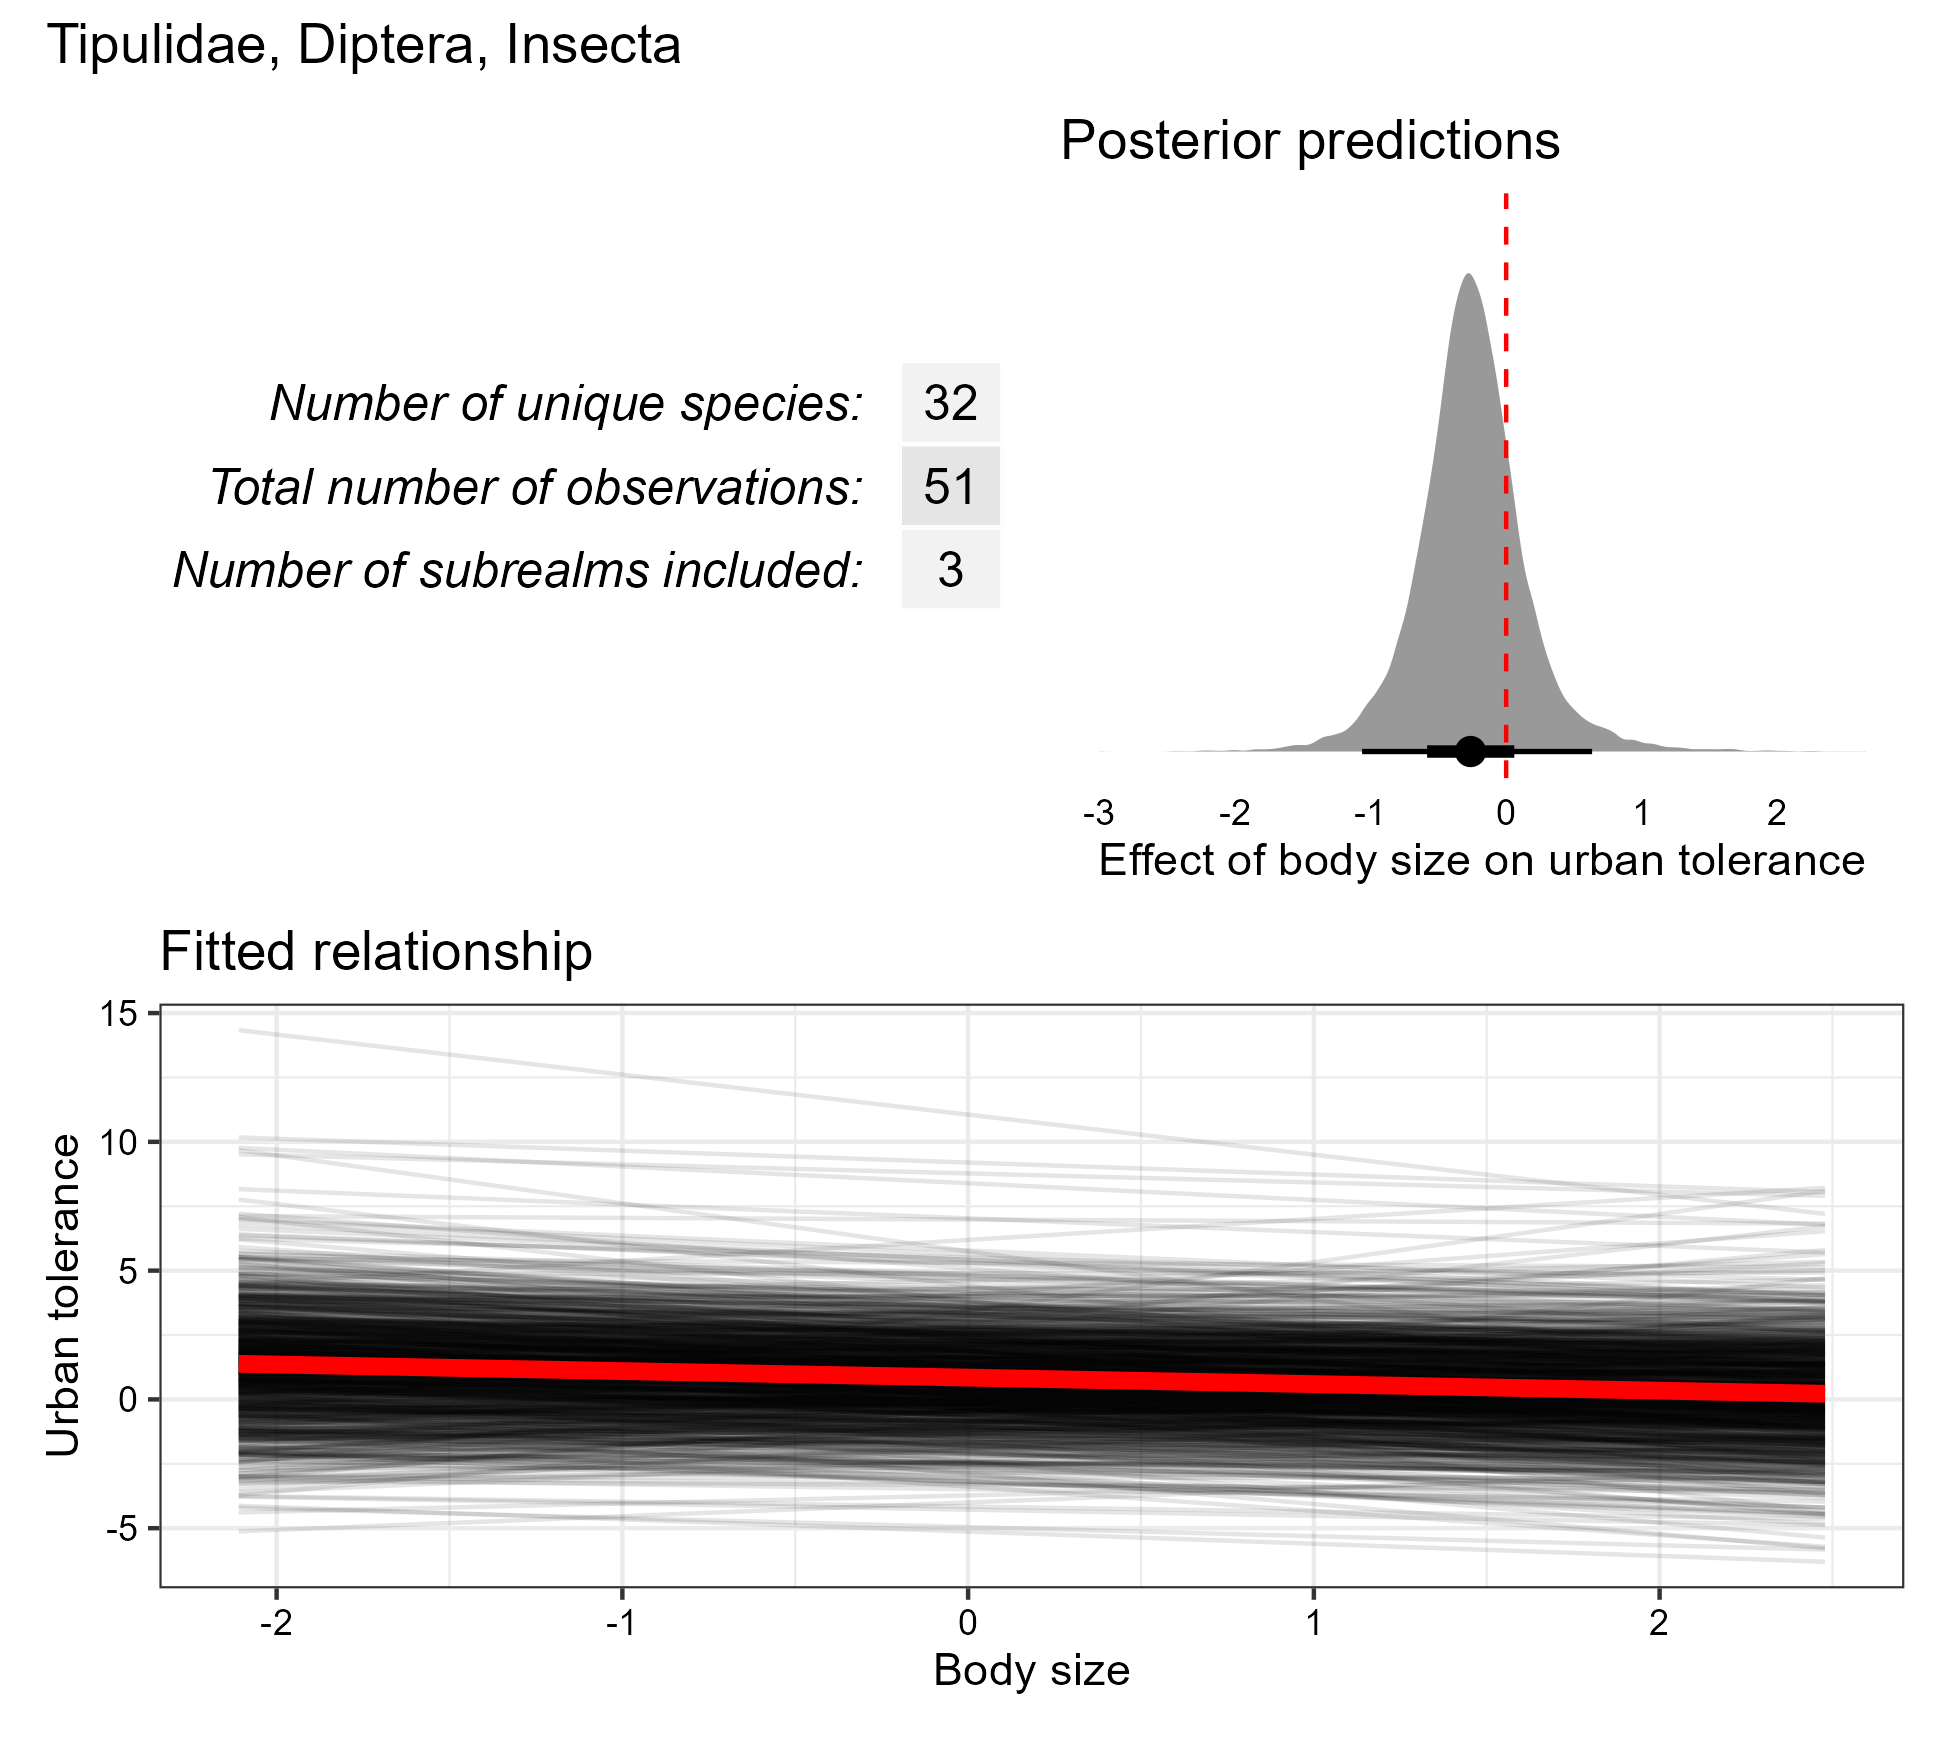 Tipulidae, Diptera, Insecta
Posterior predictions
Number of unique species: 32
Total number of observations: 51
Number of subrealms included: 3
-3 -2 -1 0 1 2
Effect of body size on urban tolerance
Fitted relationship
15
10
5
0
-5
Urban tolerance
-2 -1 0 1 2
Body size